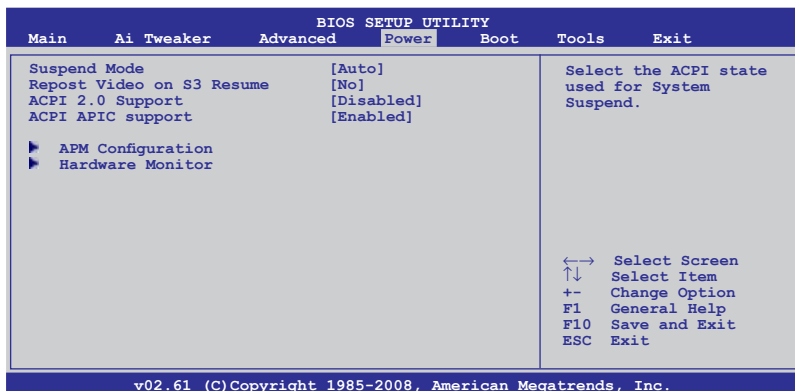 BIOS SETUP UTILITY
Main Ai Tweaker Advanced Power Boot Tools Exit
Suspend Mode [Auto]
Repost Video on S3 Resume [No]
ACPI 2.0 Support [Disabled]
ACPI APIC support [Enabled]
APM Configuration
Hardware Monitor
Select the ACPI state
used for System
Suspend.
←→ Select Screen
↑↓ Select Item
+- Change Option
F1 General Help
F10 Save and Exit
ESC Exit
v02.61 (C)Copyright 1985-2008, American Megatrends, Inc.